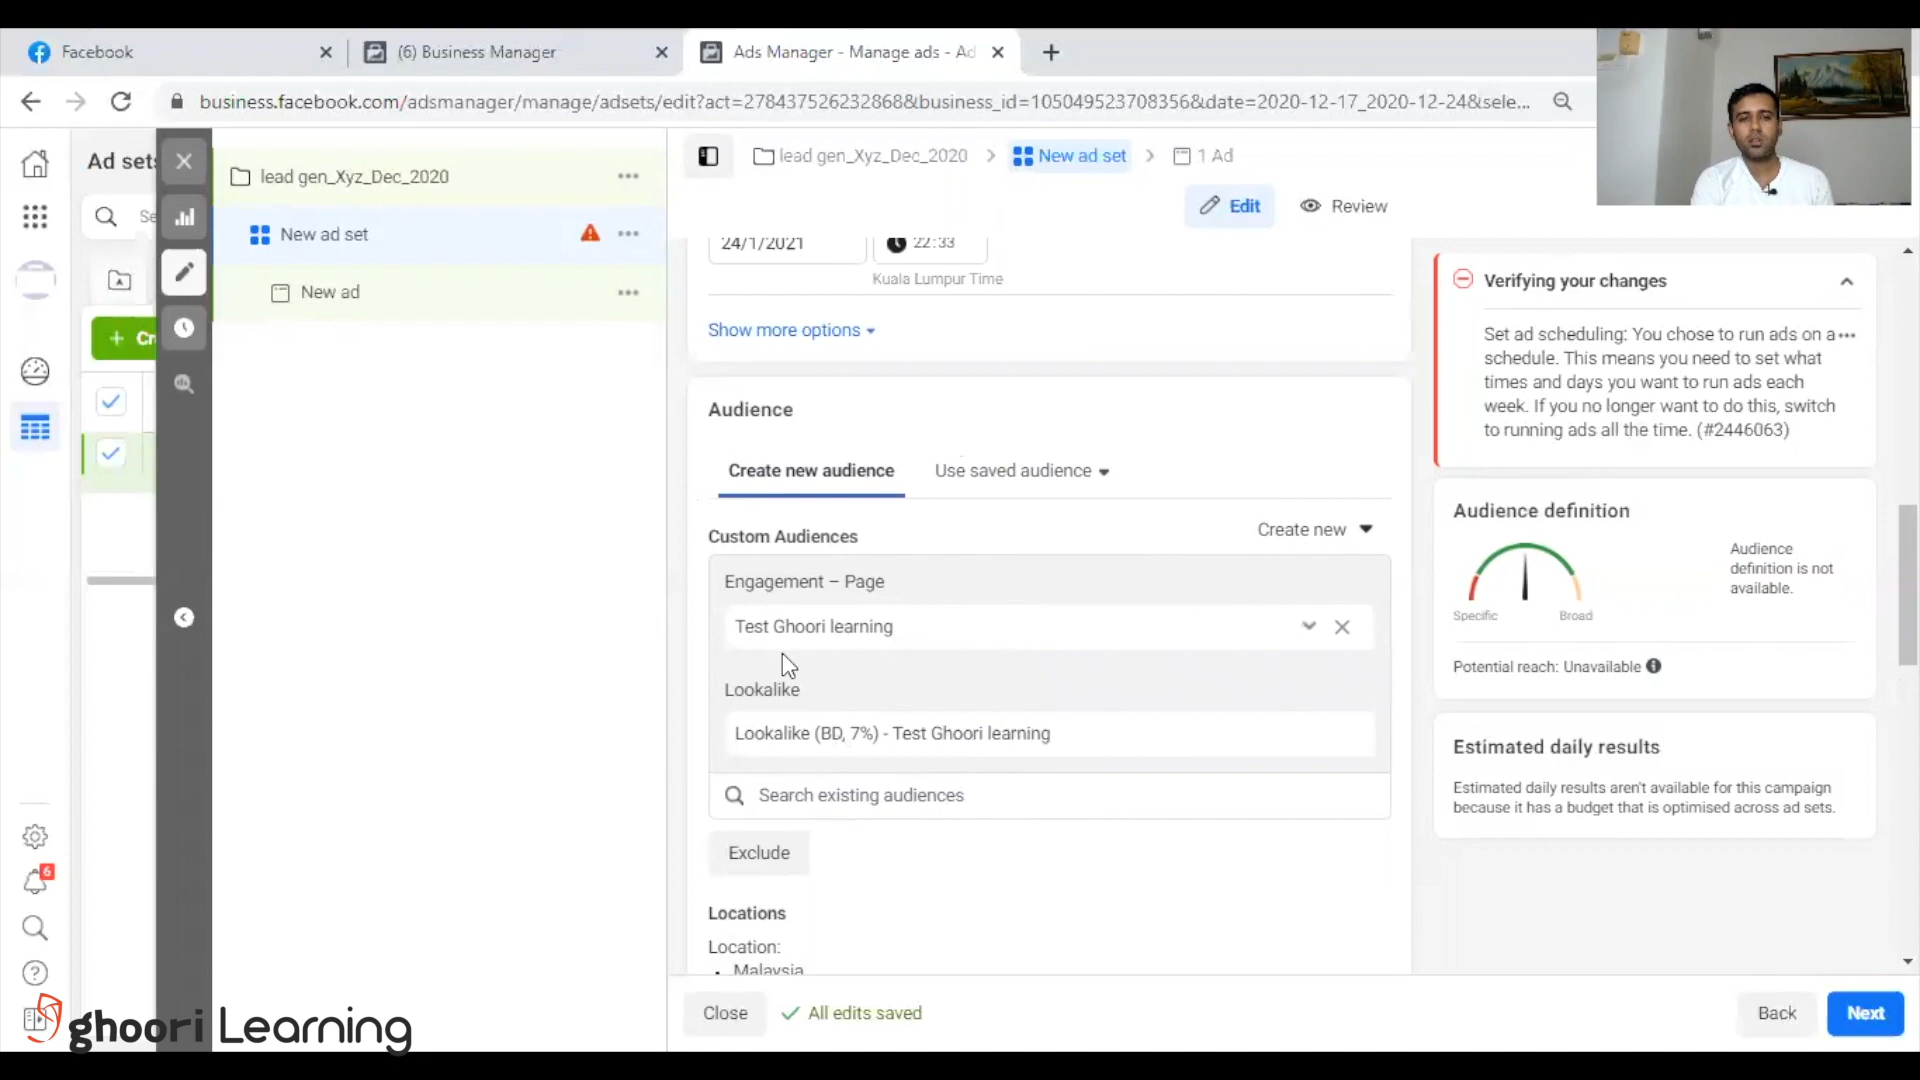 Facebook
(6) Business Manager
Ads Manager - Manage ads - Ad
business.facebook.com/adsmanager/manage/adsets/edit?act=278437526232868&business_id=105049523708356&date=2020-12-17_2020-12-24&sele...
Ad sets
Se
+ Cr
lead gen_Xyz_Dec_2020
New ad set
New ad
lead gen_Xyz_Dec_2020
New ad set
1 Ad
Edit
Review
24/1/2021
22:33
Kuala Lumpur Time
Show more options
Audience
Create new audience
Use saved audience
Custom Audiences
Create new
Engagement – Page
Test Ghoori learning
Lookalike
Lookalike (BD, 7%) - Test Ghoori learning
Search existing audiences
Exclude
Locations
Location:
• Malaysia
Close
All edits saved
Back
Next
Verifying your changes
Set ad scheduling: You chose to run ads on a
schedule. This means you need to set what
times and days you want to run ads each
week. If you no longer want to do this, switch
to running ads all the time. (#2446063)
Audience definition
Audience
definition is not
available.
Specific
Broad
Potential reach: Unavailable
Estimated daily results
Estimated daily results aren't available for this campaign
because it has a budget that is optimised across ad sets.
6
ghoori Learning